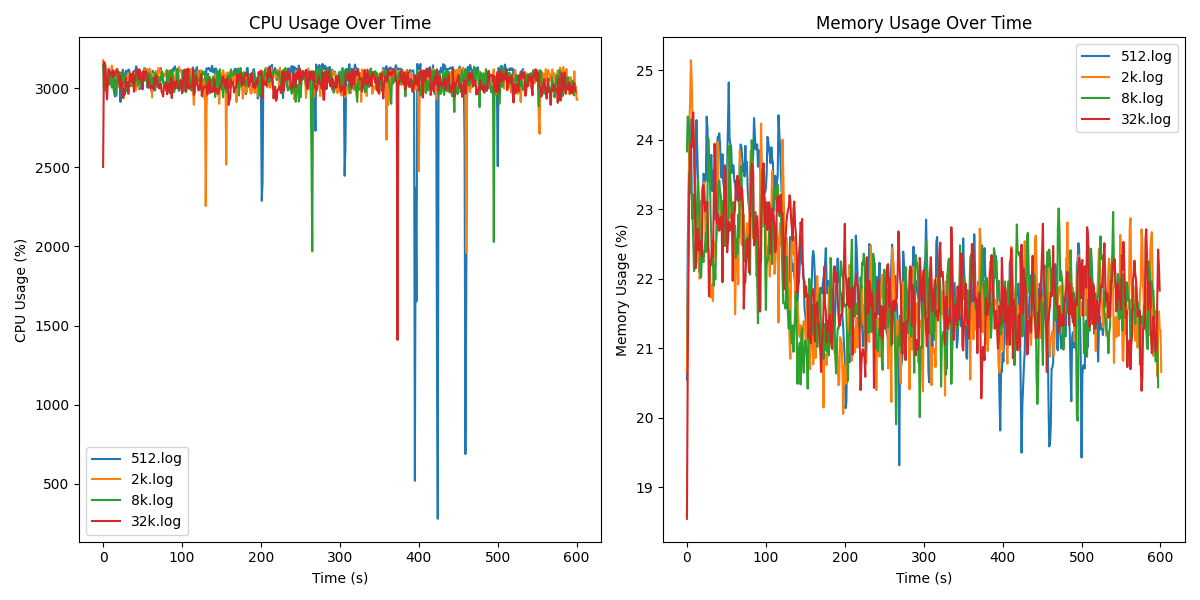 CPU Usage Over Time
CPU Usage (%)
3000
2500
2000
1500
1000
500
512.log
2k.log
8k.log
32k.log
0 100 200 300 400 500 600
Time (s)
Memory Usage Over Time
Memory Usage (%)
25
24
23
22
21
20
19
512.log
2k.log
8k.log
32k.log
0 100 200 300 400 500 600
Time (s)